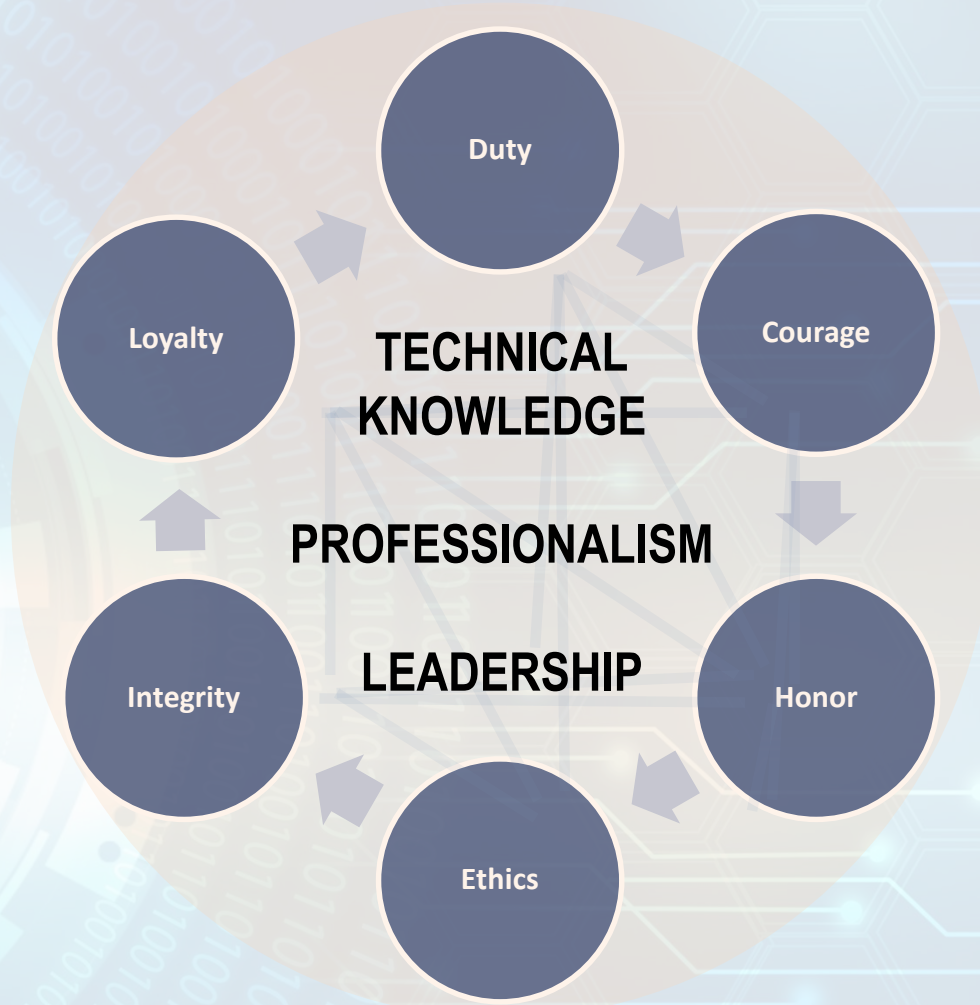 Duty
Loyalty
Courage
TECHNICAL
KNOWLEDGE
PROFESSIONALISM
LEADERSHIP
Integrity
Honor
Ethics